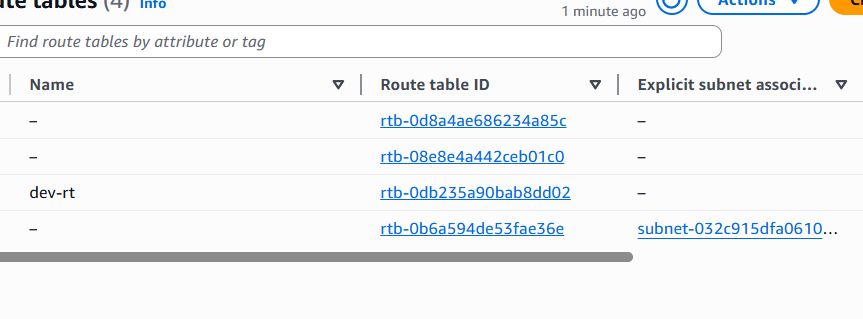 ute tables (4) Info
1 minute ago
Actions
Find route tables by attribute or tag
Name
Route table ID
Explicit subnet associ...
–
rtb-0d8a4ae686234a85c
–
–
rtb-08e8e4a442ceb01c0
–
dev-rt
rtb-0db235a90bab8dd02
–
–
rtb-0b6a594de53fae36e
subnet-032c915dfa0610...